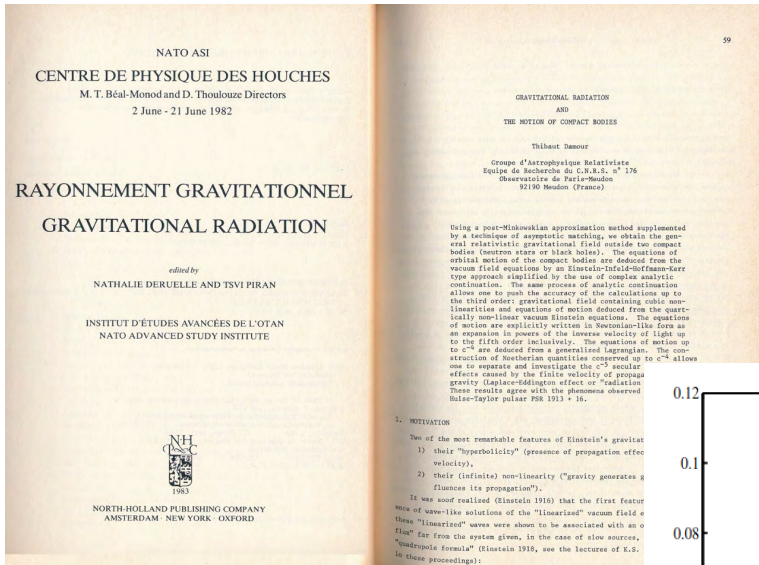 NATO ASI
CENTRE DE PHYSIQUE DES HOUCHES
M. T. Béal-Monod and D. Thoulouze Directors
2 June - 21 June 1982
RAYONNEMENT GRAVITATIONNEL
GRAVITATIONAL RADIATION
edited by
NATHALIE DERUELLE AND TSVI PIRAN
INSTITUT D'ÉTUDES AVANCÉES DE L'OTAN
NATO ADVANCED STUDY INSTITUTE
1983
NORTH-HOLLAND PUBLISHING COMPANY
AMSTERDAM · NEW YORK · OXFORD
59
GRAVITATIONAL RADIATION
AND
THE MOTION OF COMPACT BODIES
Thibaut Damour
Groupe d'Astrophysique Relativiste
Equipe de Recherche du C.N.R.S. n° 176
Observatoire de Paris-Meudon
92190 Meudon (France)
Using a post-Minkowskian approximation method supplemented
by a technique of asymptotic matching, we obtain the gen-
eral relativistic gravitational field outside two compact
bodies (neutron stars or black holes). The equations of
orbital motion of the compact bodies are deduced from the
vacuum field equations by an Einstein-Infeld-Hoffmann-Kerr
type approach simplified by the use of complex analytic
continuation. The same process of analytic continuation
allows one to push the accuracy of the calculations up to
the third order: gravitational field containing cubic non-
linearities and equations of motion deduced from the quart-
ically non-linear vacuum Einstein equations. The equations
of motion are explicitly written in Newtonian-like form as
an expansion in powers of the inverse velocity of light up
to the fifth order inclusively. The equations of motion up
to c⁻⁴ are deduced from a generalized Lagrangian. The con-
struction of Noetherian quantities conserved up to c⁻⁴ allows
one to separate and investigate the c⁻⁵ secular
effects caused by the finite velocity of propaga
gravity (Laplace-Eddington effect or "radiation
These results agree with the phenomena observed
Hulse-Taylor pulsar PSR 1913 + 16.
1. MOTIVATION
Two of the most remarkable features of Einstein's gravitat
1) their "hyperbolicity" (presence of propagation effec
velocity),
2) their (infinite) non-linearity ("gravity generates g
fluences its propagation").
It was soon realized (Einstein 1916) that the first featur
ence of wave-like solutions of the "linearized" vacuum field e
these "linearized" waves were shown to be associated with an o
flux" far from the system given, in the case of slow sources,
"quadrupole formula" (Einstein 1918, see the lectures of K.S.
in these proceedings):
0.12
0.1
0.08